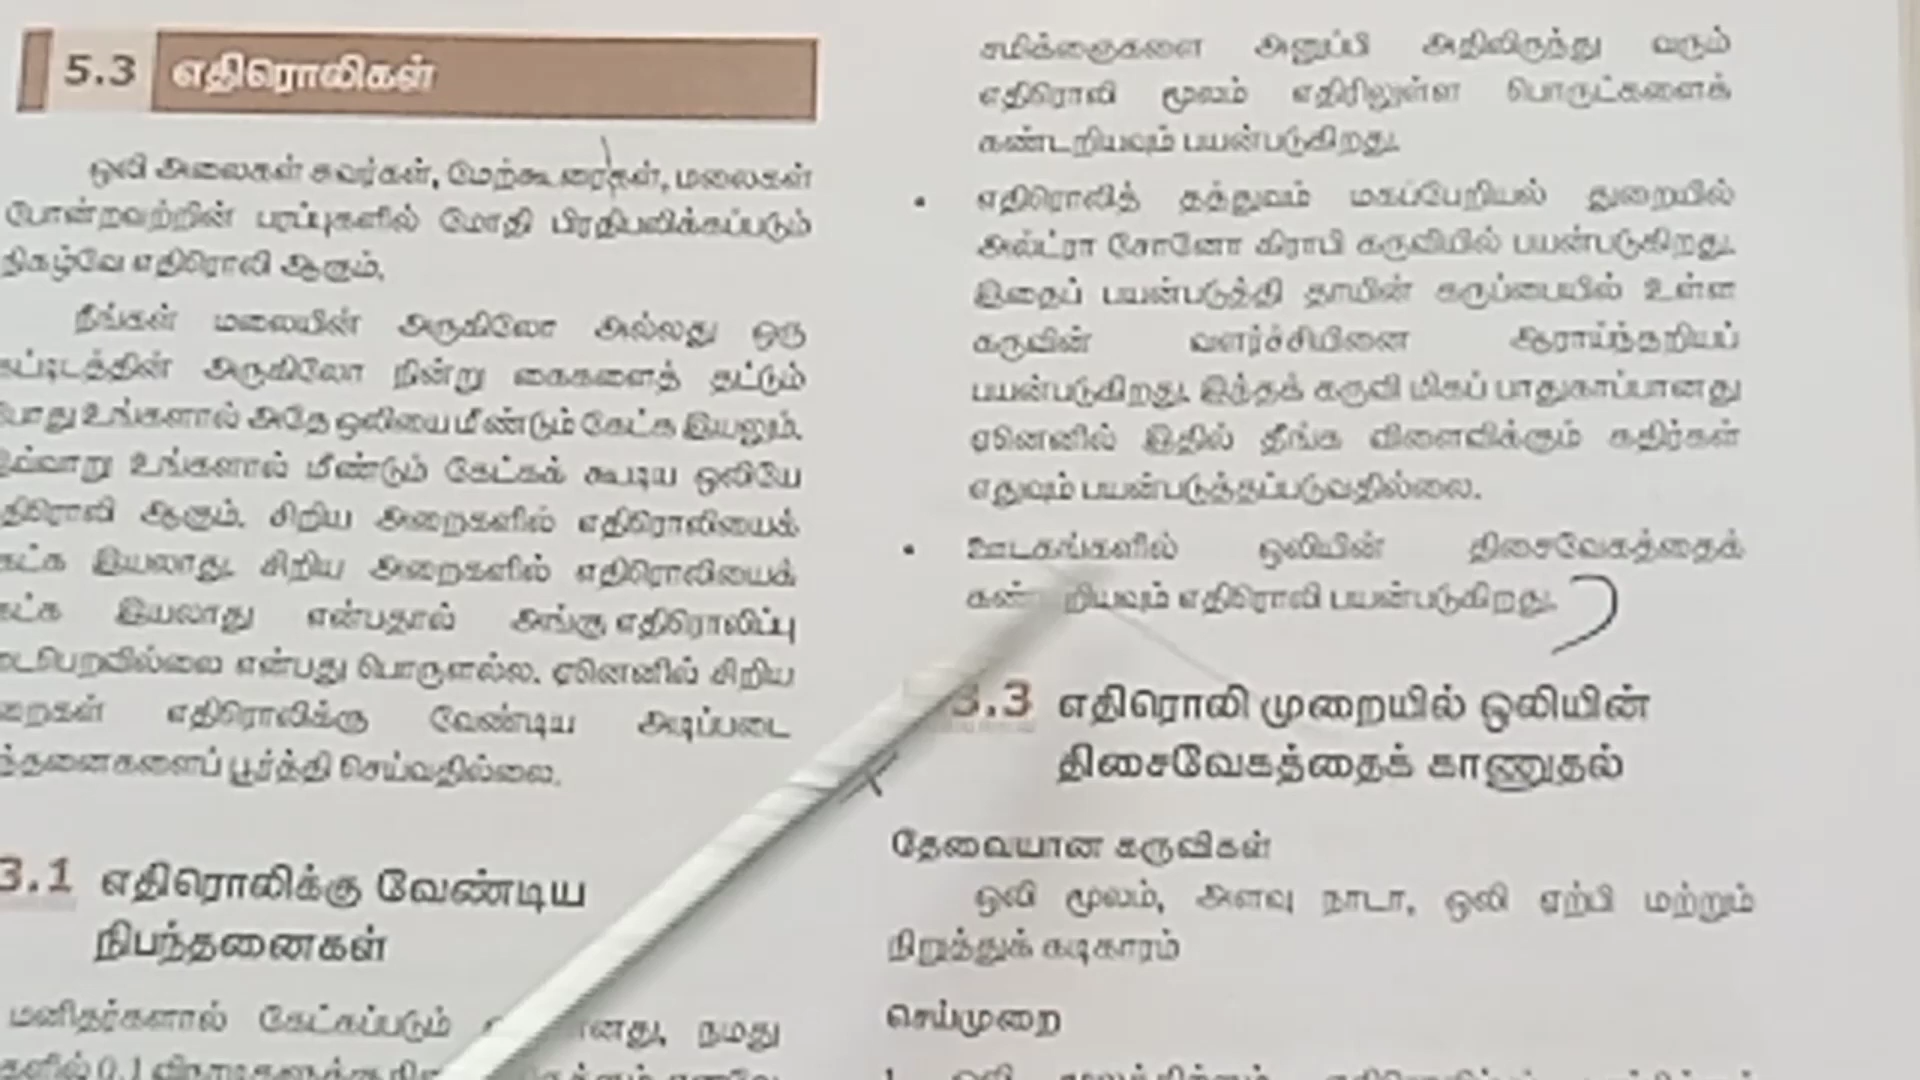 5.3 எதிரொலிகள்
ஒலி அலைகள் சுவர்கள், மேற்கூரைகள், மலைகள்
போன்றவற்றின் பரப்புகளில் மோதி பிரதிபலிக்கப்படும்
நிகழ்வே எதிரொலி ஆகும்.
நீங்கள் மலையின் அருகிலோ அல்லது ஒரு
கட்டிடத்தின் அருகிலோ நின்று கைகளைத் தட்டும்
போது உங்களால் அதே ஒலியை மீண்டும் கேட்க இயலும்.
இவ்வாறு உங்களால் மீண்டும் கேட்கக் கூடிய ஒலியே
திரொலி ஆகும். சிறிய அறைகளில் எதிரொலியைக்
கட்க இயலாது. சிறிய அறைகளில் எதிரொலியைக்
கட்க இயலாது என்பதால் அங்கு எதிரொலிப்பு
டைபெறவில்லை என்பது பொருளல்ல. ஏனெனில் சிறிய
றைகள் எதிரொலிக்கு வேண்டிய அடிப்படை
ந்தனைகளைப் பூர்த்தி செய்வதில்லை.
3.1 எதிரொலிக்கு வேண்டிய
நிபந்தனைகள்
மனிதர்களால் கேட்கப்படும் னது, நமது
களில் 0.1
சமிக்ஞைகளை அனுப்பி அதிலிருந்து வரும்
எதிரொலி மூலம் எதிரிலுள்ள பொருட்களைக்
கண்டறியவும் பயன்படுகிறது.
• எதிரொலித் தத்துவம் மகப்பேறியல் துறையில்
அல்ட்ரா சோனோ கிராபி கருவியில் பயன்படுகிறது.
இதைப் பயன்படுத்தி தாயின் கருப்பையில் உள்ள
கருவின் வளர்ச்சியினை ஆராய்ந்தறியப்
பயன்படுகிறது. இந்தக் கருவி மிகப் பாதுகாப்பானது
ஏனெனில் இதில் தீங்கு விளைவிக்கும் கதிர்கள்
எதுவும் பயன்படுத்தப்படுவதில்லை.
• ஊடகங்களில் ஒலியின் திசைவேகத்தைக்
கண் றியவும் எதிரொலி பயன்படுகிறது.
3.3 எதிரொலி முறையில் ஒலியின்
திசைவேகத்தைக் காணுதல்
தேவையான கருவிகள்
ஒலி மூலம், அளவு நாடா, ஒலி ஏற்பி மற்றும்
நிறுத்துக் கடிகாரம்
செய்முறை
1. ஒலி